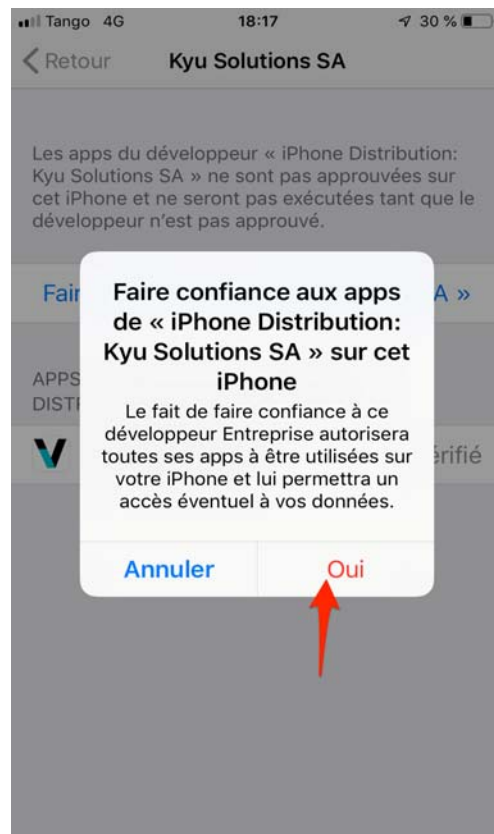 Tango 4G 18:17 30 %
Retour Kyu Solutions SA
Les apps du développeur « iPhone Distribution:
Kyu Solutions SA » ne sont pas approuvées sur
cet iPhone et ne seront pas exécutées tant que le
développeur n'est pas approuvé.
Fair A »
Faire confiance aux apps
de « iPhone Distribution:
Kyu Solutions SA » sur cet
iPhone
Le fait de faire confiance à ce
développeur Entreprise autorisera
toutes ses apps à être utilisées sur
votre iPhone et lui permettra un
accès éventuel à vos données.
Annuler Oui
APPS
DIST
V érifié